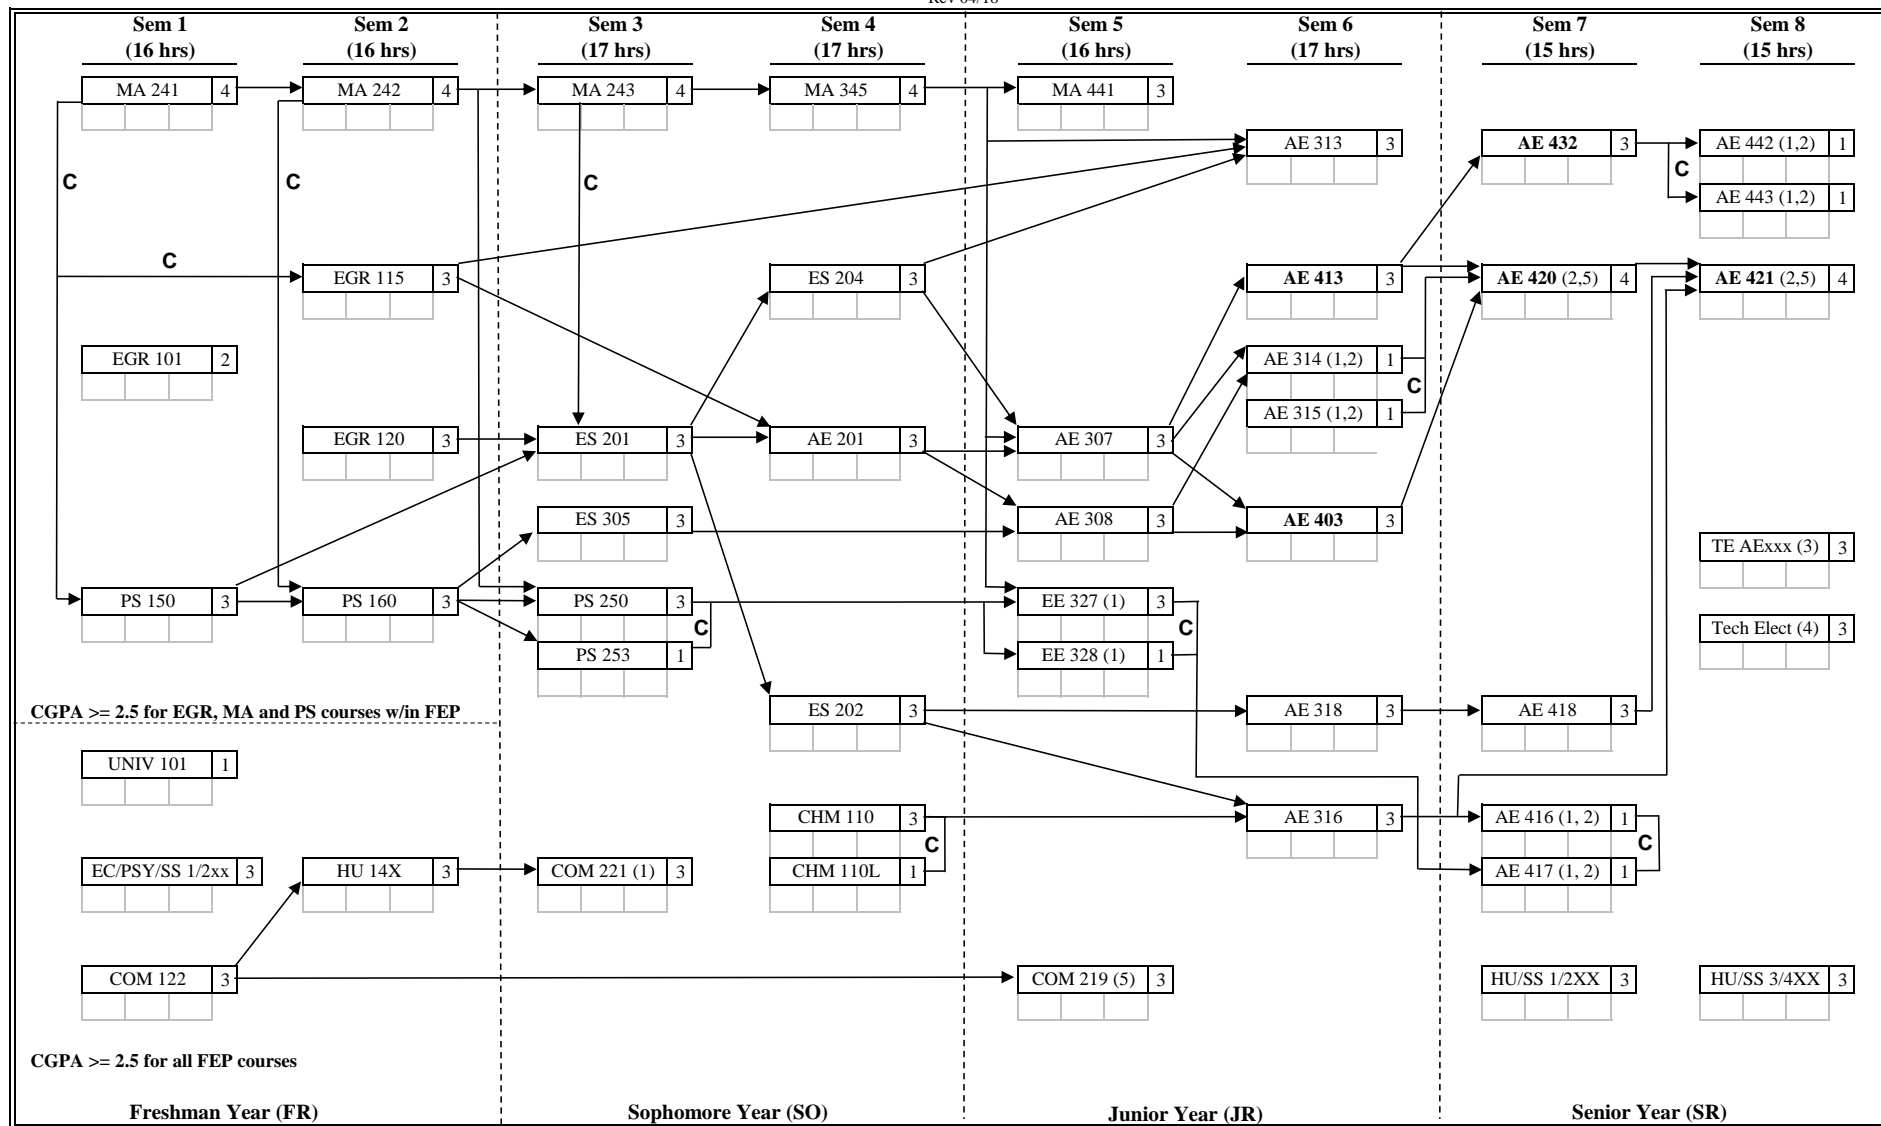 Rev 04/18
Sem 1 Sem 2 Sem 3 Sem 4 Sem 5 Sem 6 Sem 7 Sem 8
(16 hrs) (16 hrs) (17 hrs) (17 hrs) (16 hrs) (17 hrs) (15 hrs) (15 hrs)
MA 241 4 MA 242 4 MA 243 4 MA 345 4 MA 441 3
AE 313 3 AE 432 3 AE 442 (1,2) 1
C C C C
AE 443 (1,2) 1
C
EGR 115 3 ES 204 3 AE 413 3 AE 420 (2,5) 4 AE 421 (2,5) 4
EGR 101 2 AE 314 (1,2) 1
C
AE 315 (1,2) 1
EGR 120 3 ES 201 3 AE 201 3 AE 307 3
ES 305 3 AE 308 3 AE 403 3
TE AExxx (3) 3
PS 150 3 PS 160 3 PS 250 3 EE 327 (1) 3
C C Tech Elect (4) 3
PS 253 1 EE 328 (1) 1
CGPA >= 2.5 for EGR, MA and PS courses w/in FEP
ES 202 3 AE 318 3 AE 418 3
UNIV 101 1
CHM 110 3 AE 316 3 AE 416 (1, 2) 1
C C
EC/PSY/SS 1/2xx 3 HU 14X 3 COM 221 (1) 3 CHM 110L 1 AE 417 (1, 2) 1
COM 122 3 COM 219 (5) 3 HU/SS 1/2XX 3 HU/SS 3/4XX 3
CGPA >= 2.5 for all FEP courses
Freshman Year (FR) Sophomore Year (SO) Junior Year (JR) Senior Year (SR)